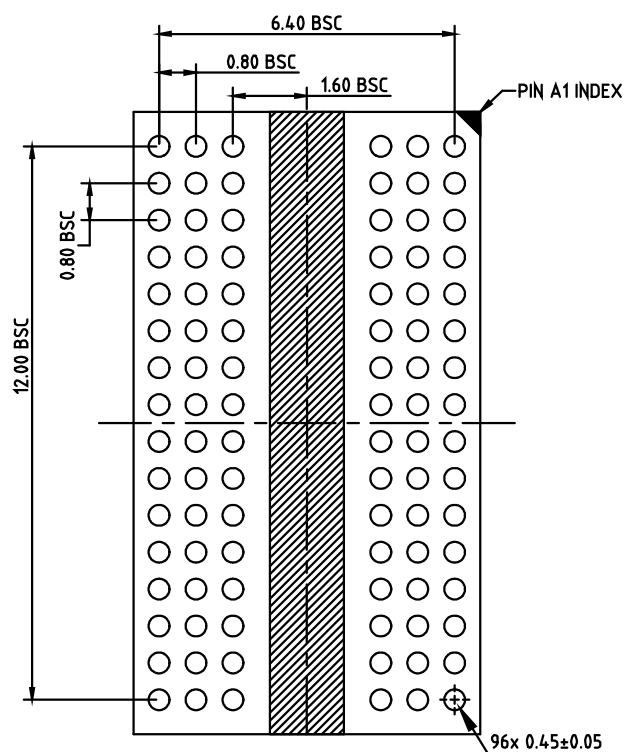 6.40 BSC
0.80 BSC
1.60 BSC
PIN A1 INDEX
0.80 BSC
12.00 BSC
96x 0.45±0.05